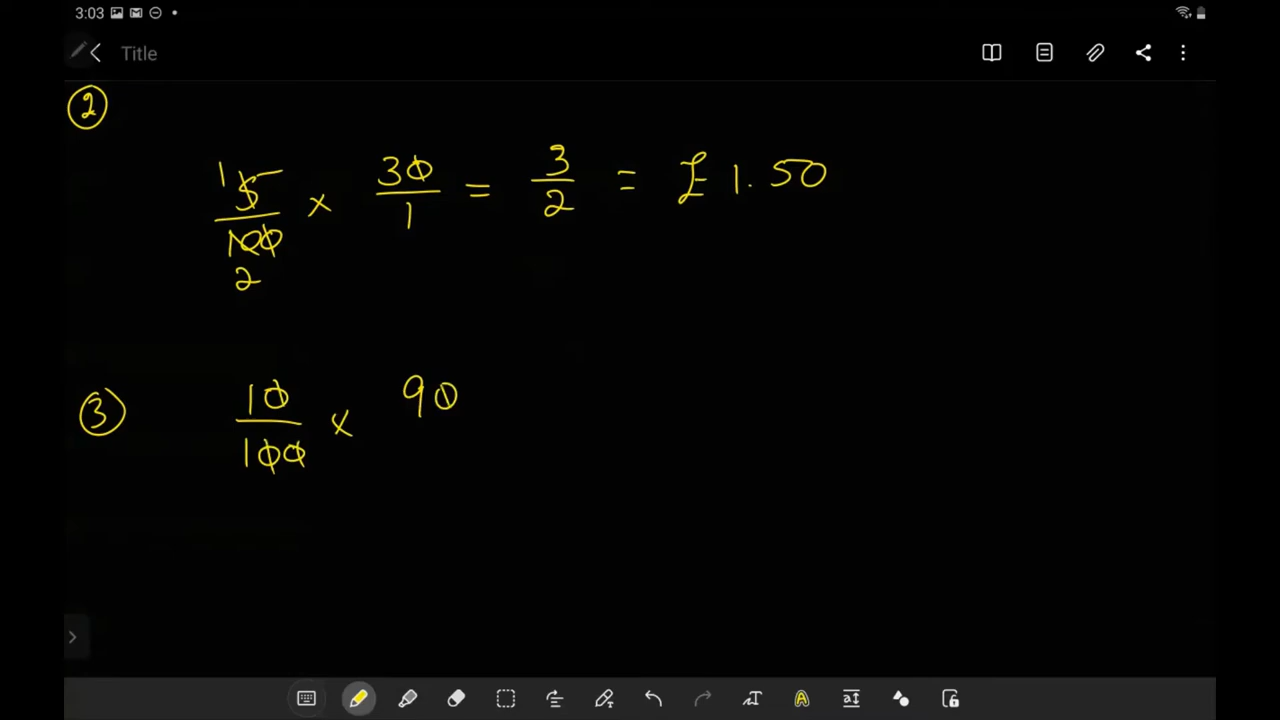 3:03
Title
2
1 5/100 2 × 30/1 = 3/2 = £1.50
3
10/100 × 90